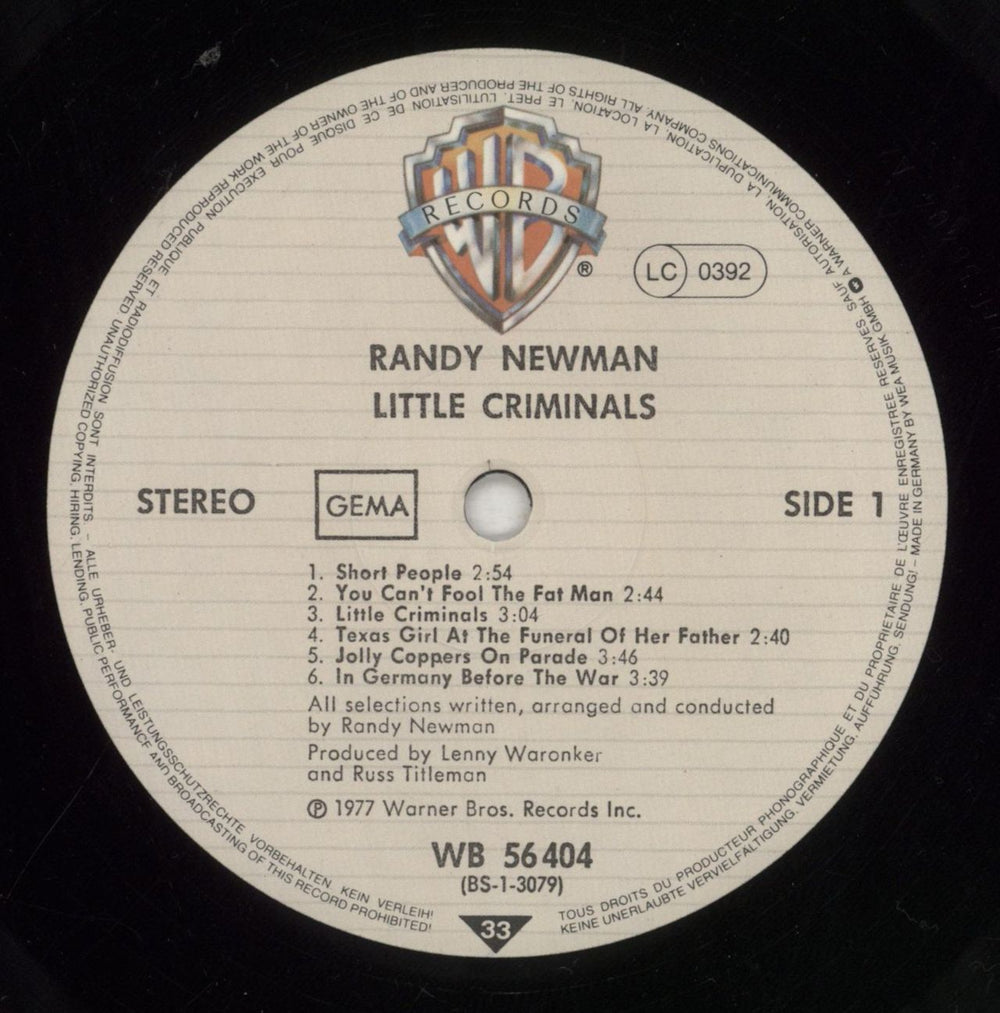 ALL RIGHTS OF THE PRODUCER AND OF THE OWNER OF THE WORK REPRODUCED RESERVED. UNAUTHORIZED COPYING, HIRING, LENDING, PUBLIC PERFORMANCE AND BROADCASTING OF THIS RECORD PROHIBITED!
L'UTILISATION DE CE DISQUE POUR EXECUTION PUBLIQUE ET RADIODIFFUSION SONT INTERDITS – ALLE URHEBER- UND LEISTUNGSSCHUTZRECHTE VORBEHALTEN KEIN VERLEIH!
WB
RECORDS
®
LC 0392
RANDY NEWMAN
LITTLE CRIMINALS
STEREO
GEMA
SIDE 1
1. Short People 2:54
2. You Can't Fool The Fat Man 2:44
3. Little Criminals 3:04
4. Texas Girl At The Funeral Of Her Father 2:40
5. Jolly Coppers On Parade 3:46
6. In Germany Before The War 3:39
All selections written, arranged and conducted
by Randy Newman
Produced by Lenny Waronker
and Russ Titleman
℗ 1977 Warner Bros. Records Inc.
WB 56 404
(BS-1-3079)
33
TOUS DROITS DU PRODUCTEUR PHONOGRAPHIQUE ET DU PROPRIETAIRE DE L'ŒUVRE ENREGISTREE RESERVES. SAUF AUTORISATION, LA DUPLICATION, LA LOCATION, LE PRET,
KEINE UNERLAUBTE VERVIELFALTIGUNG, VERMIETUNG, AUFFUHRUNG, SENDUNG! – MADE IN GERMANY BY WEA MUSIK GMBH A WARNER COMMUNICATIONS COMPANY.